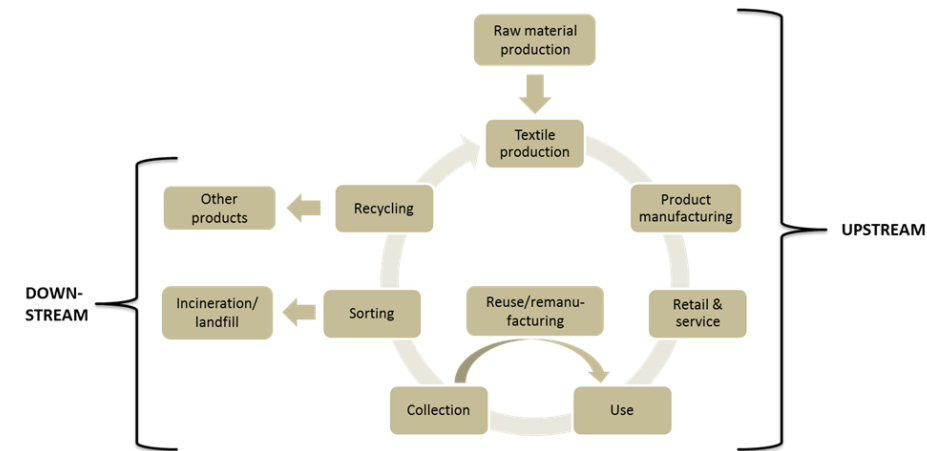 Raw material
production
Textile
production
Other
products
Recycling
Product
manufacturing
UPSTREAM
DOWN-
STREAM
Incineration/
landfill
Sorting
Reuse/remanu-
facturing
Retail &
service
Collection
Use